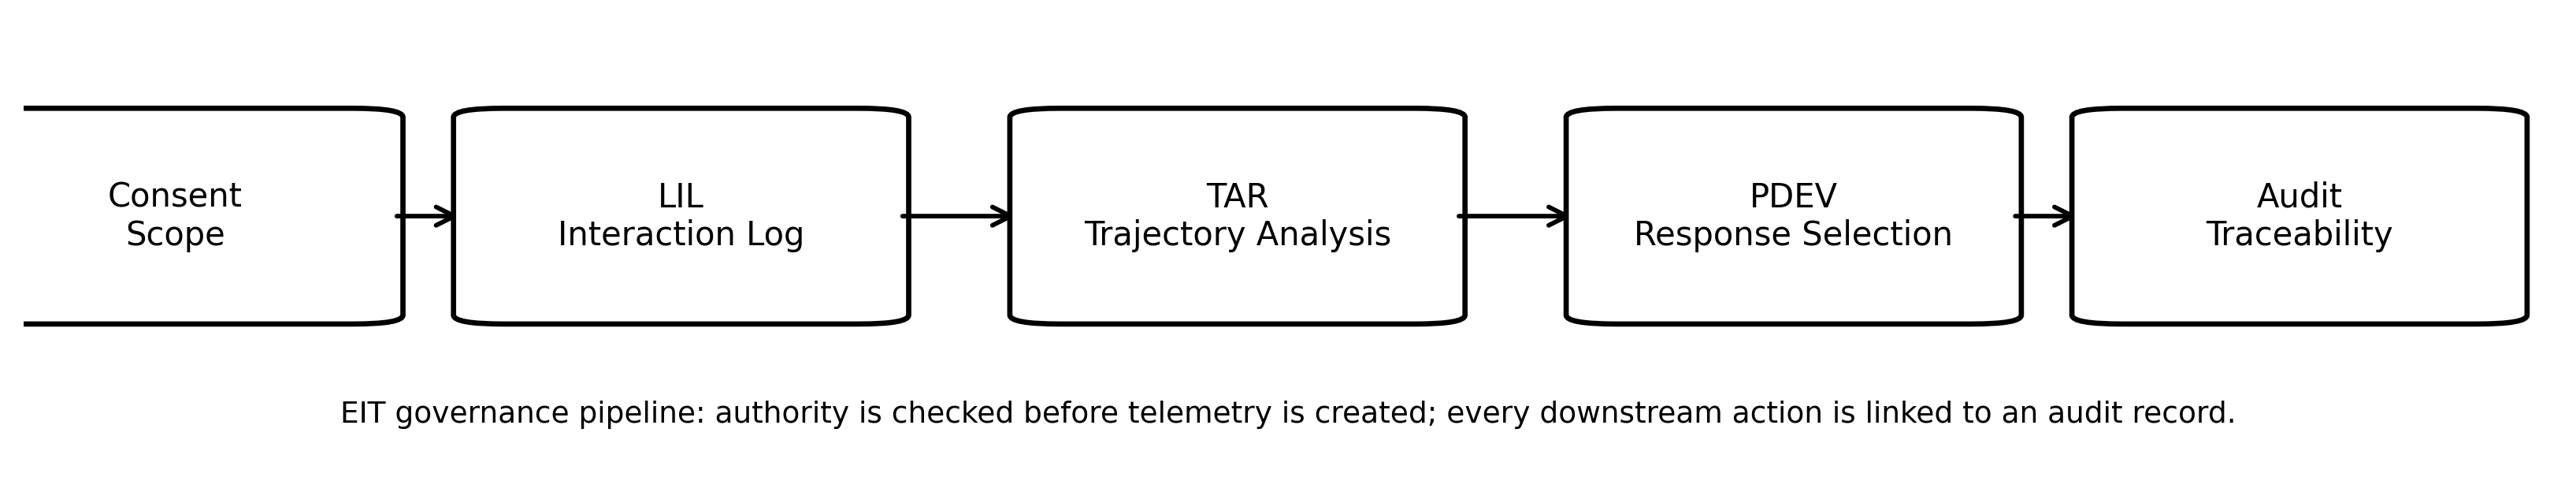 Consent
Scope
LIL
Interaction Log
TAR
Trajectory Analysis
PDEV
Response Selection
Audit
Traceability
EIT governance pipeline: authority is checked before telemetry is created; every downstream action is linked to an audit record.